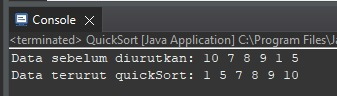 Console
<terminated> QuickSort [Java Application] C:\Program Files\Ja
Data sebelum diurutkan: 10 7 8 9 1 5
Data terurut quickSort: 1 5 7 8 9 10